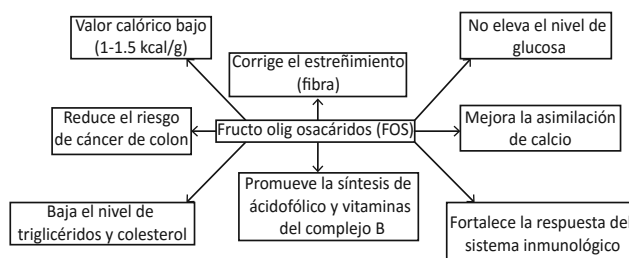 Valor calórico bajo
(1-1.5 kcal/g)
No eleva el nivel de
glucosa
Corrige el estreñimiento
(fibra)
Reduce el riesgo
de cáncer de colon
Fructo olig osacáridos (FOS)
Mejora la asimilación
de calcio
Baja el nivel de
triglicéridos y colesterol
Promueve la síntesis de
ácidofólico y vitaminas
del complejo B
Fortalece la respuesta del
sistema inmunológico